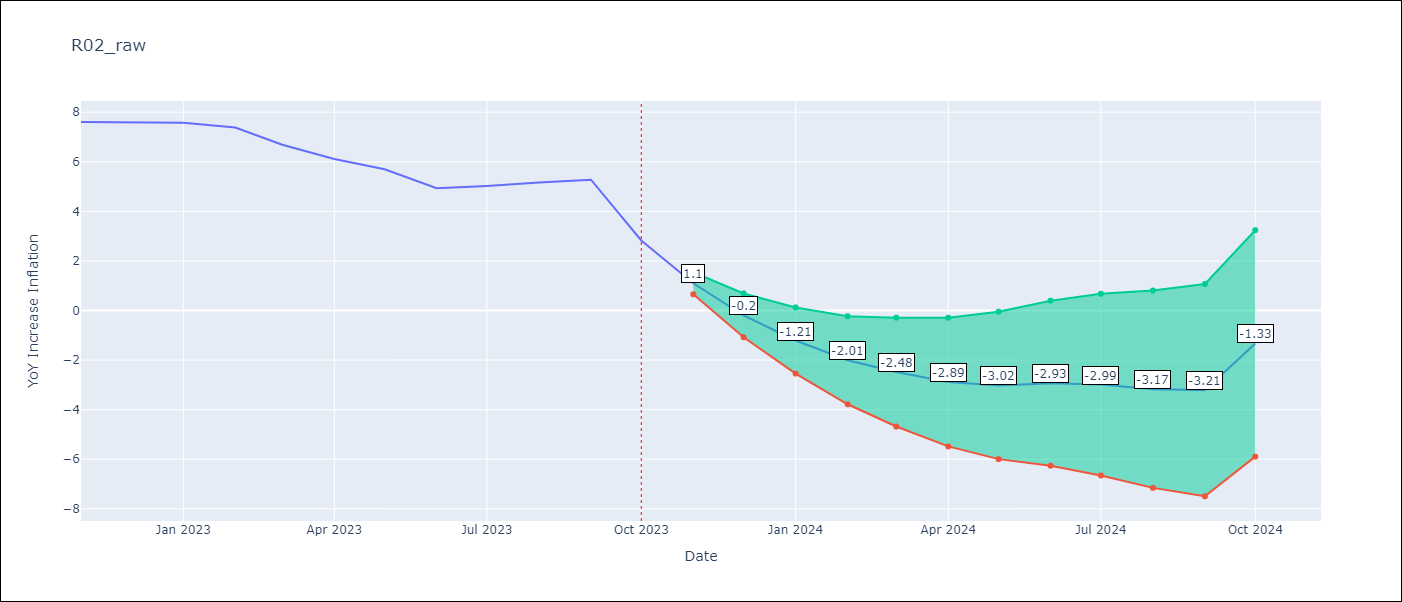 R02_raw
YoY Increase Inflation
8
6
4
2
0
−2
−4
−6
−8
1.1
-0.2
-1.21
-2.01
-2.48
-2.89
-3.02
-2.93
-2.99
-3.17
-3.21
-1.33
Jan 2023
Apr 2023
Jul 2023
Oct 2023
Jan 2024
Apr 2024
Jul 2024
Oct 2024
Date